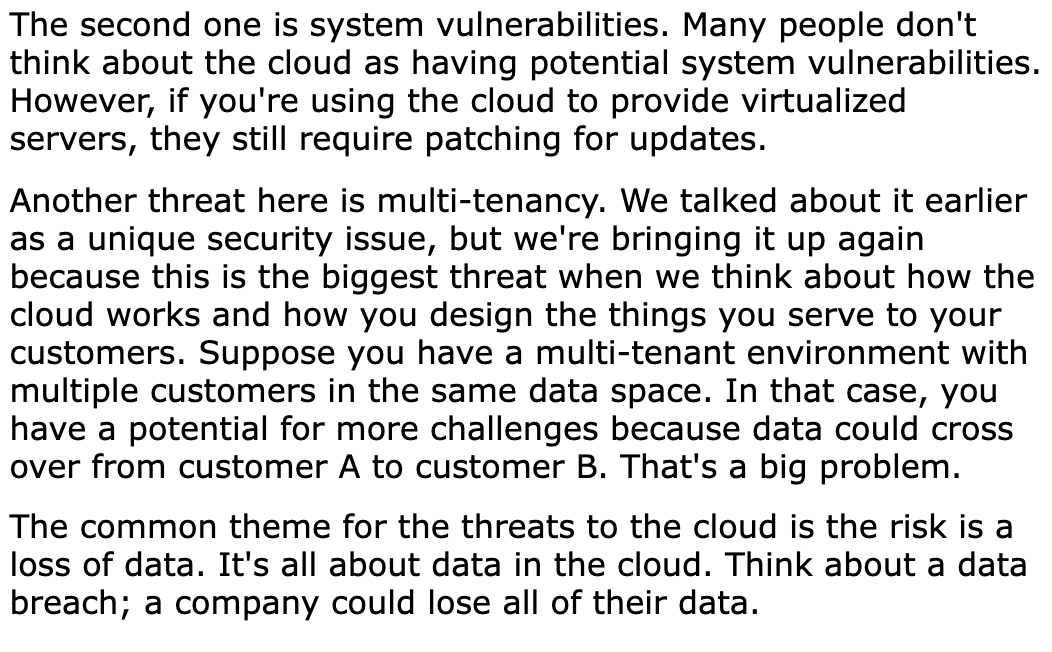 The second one is system vulnerabilities. Many people don't
think about the cloud as having potential system vulnerabilities.
However, if you're using the cloud to provide virtualized
servers, they still require patching for updates.
Another threat here is multi-tenancy. We talked about it earlier
as a unique security issue, but we're bringing it up again
because this is the biggest threat when we think about how the
cloud works and how you design the things you serve to your
customers. Suppose you have a multi-tenant environment with
multiple customers in the same data space. In that case, you
have a potential for more challenges because data could cross
over from customer A to customer B. That's a big problem.
The common theme for the threats to the cloud is the risk is a
loss of data. It's all about data in the cloud. Think about a data
breach; a company could lose all of their data.